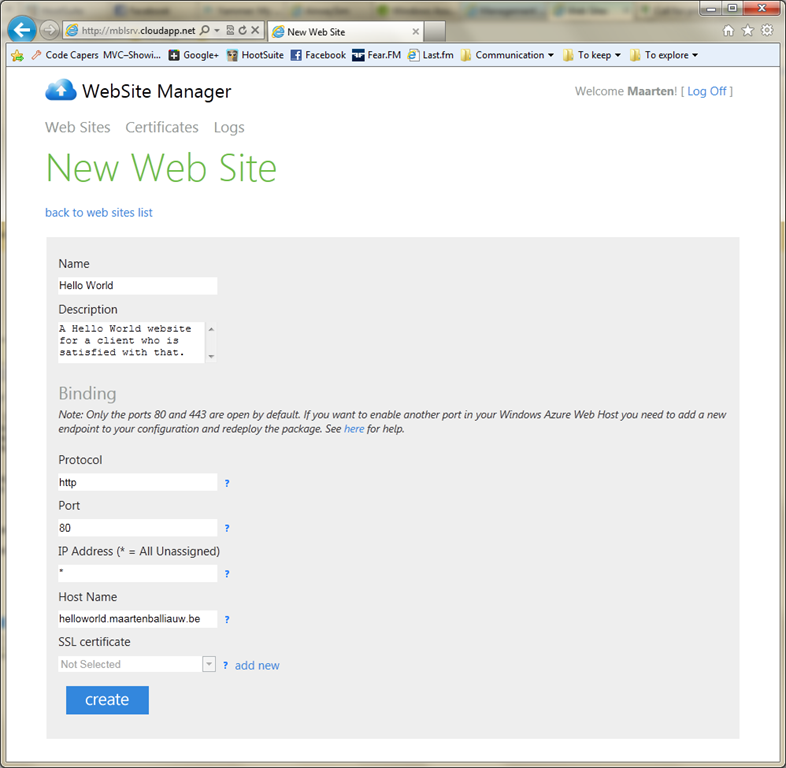 http://mblsrv.cloudapp.net
New Web Site
Code Capers MVC–Showi... Google+ HootSuite Facebook Fear.FM Last.fm Communication To keep To explore
WebSite Manager
Welcome Maarten! [ Log Off ]
Web Sites Certificates Logs
New Web Site
back to web sites list
Name
Hello World
Description
A Hello World website
for a client who is
satisfied with that.
Binding
Note: Only the ports 80 and 443 are open by default. If you want to enable another port in your Windows Azure Web Host you need to add a new
endpoint to your configuration and redeploy the package. See here for help.
Protocol
http ?
Port
80 ?
IP Address (* = All Unassigned)
* ?
Host Name
helloworld.maartenballiauw.be ?
SSL certificate
Not Selected ? add new
create